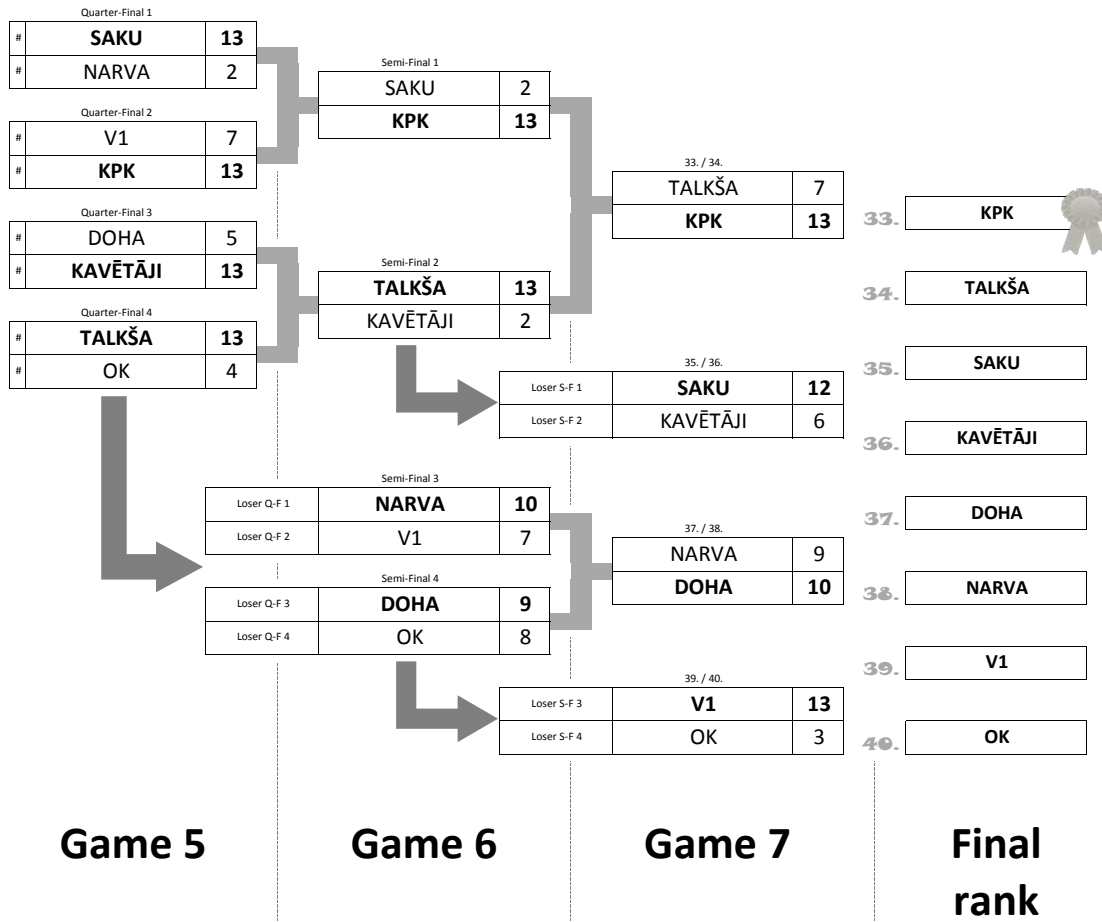 Quarter-Final 1
# SAKU 13
# NARVA 2
Quarter-Final 2
# V1 7
# KPK 13
Quarter-Final 3
# DOHA 5
# KAVĒTĀJI 13
Quarter-Final 4
# TALKŠA 13
# OK 4
Semi-Final 1
SAKU 2
KPK 13
Semi-Final 2
TALKŠA 13
KAVĒTĀJI 2
Semi-Final 3
Loser Q-F 1 NARVA 10
Loser Q-F 2 V1 7
Semi-Final 4
Loser Q-F 3 DOHA 9
Loser Q-F 4 OK 8
33. / 34.
TALKŠA 7
KPK 13
35. / 36.
Loser S-F 1 SAKU 12
Loser S-F 2 KAVĒTĀJI 6
37. / 38.
NARVA 9
DOHA 10
39. / 40.
Loser S-F 3 V1 13
Loser S-F 4 OK 3
33. KPK
34. TALKŠA
35. SAKU
36. KAVĒTĀJI
37. DOHA
38. NARVA
39. V1
40. OK
Game 5
Game 6
Game 7
Final
rank